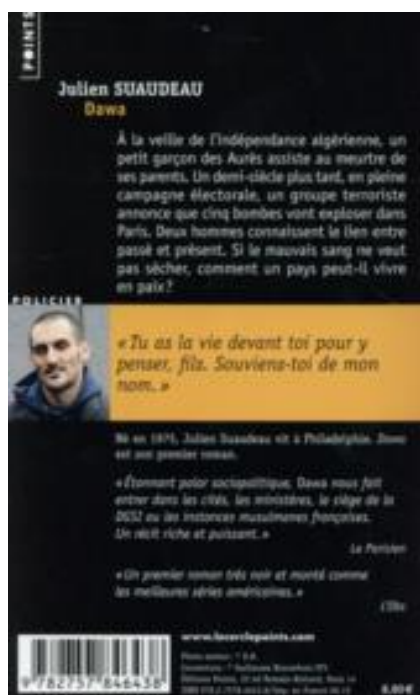 POINTS
Julien SUAUDEAU
Dawa
À la veille de l'indépendance algérienne, un
petit garçon des Aurès assiste au meurtre de
ses parents. Un demi-siècle plus tard, en pleine
campagne électorale, un groupe terroriste
annonce que cinq bombes vont exploser dans
Paris. Deux hommes connaissent le lien entre
passé et présent. Si le mauvais sang ne veut
pas sécher, comment un pays peut-il vivre
en paix ?
POLICIER
« Tu as la vie devant toi pour y
penser, fils. Souviens-toi de mon
nom. »
Né en 1975, Julien Suaudeau vit à Philadelphie. Dawa
est son premier roman.
« Étonnant polar sociopolitique, Dawa nous fait
entrer dans les cités, les ministères, le siège de la
DGSI ou les instances musulmanes françaises.
Un récit riche et puissant. »
Le Parisien
« Un premier roman très noir et monté comme
les meilleures séries américaines. »
L'Obs
www.lecerclepoints.com